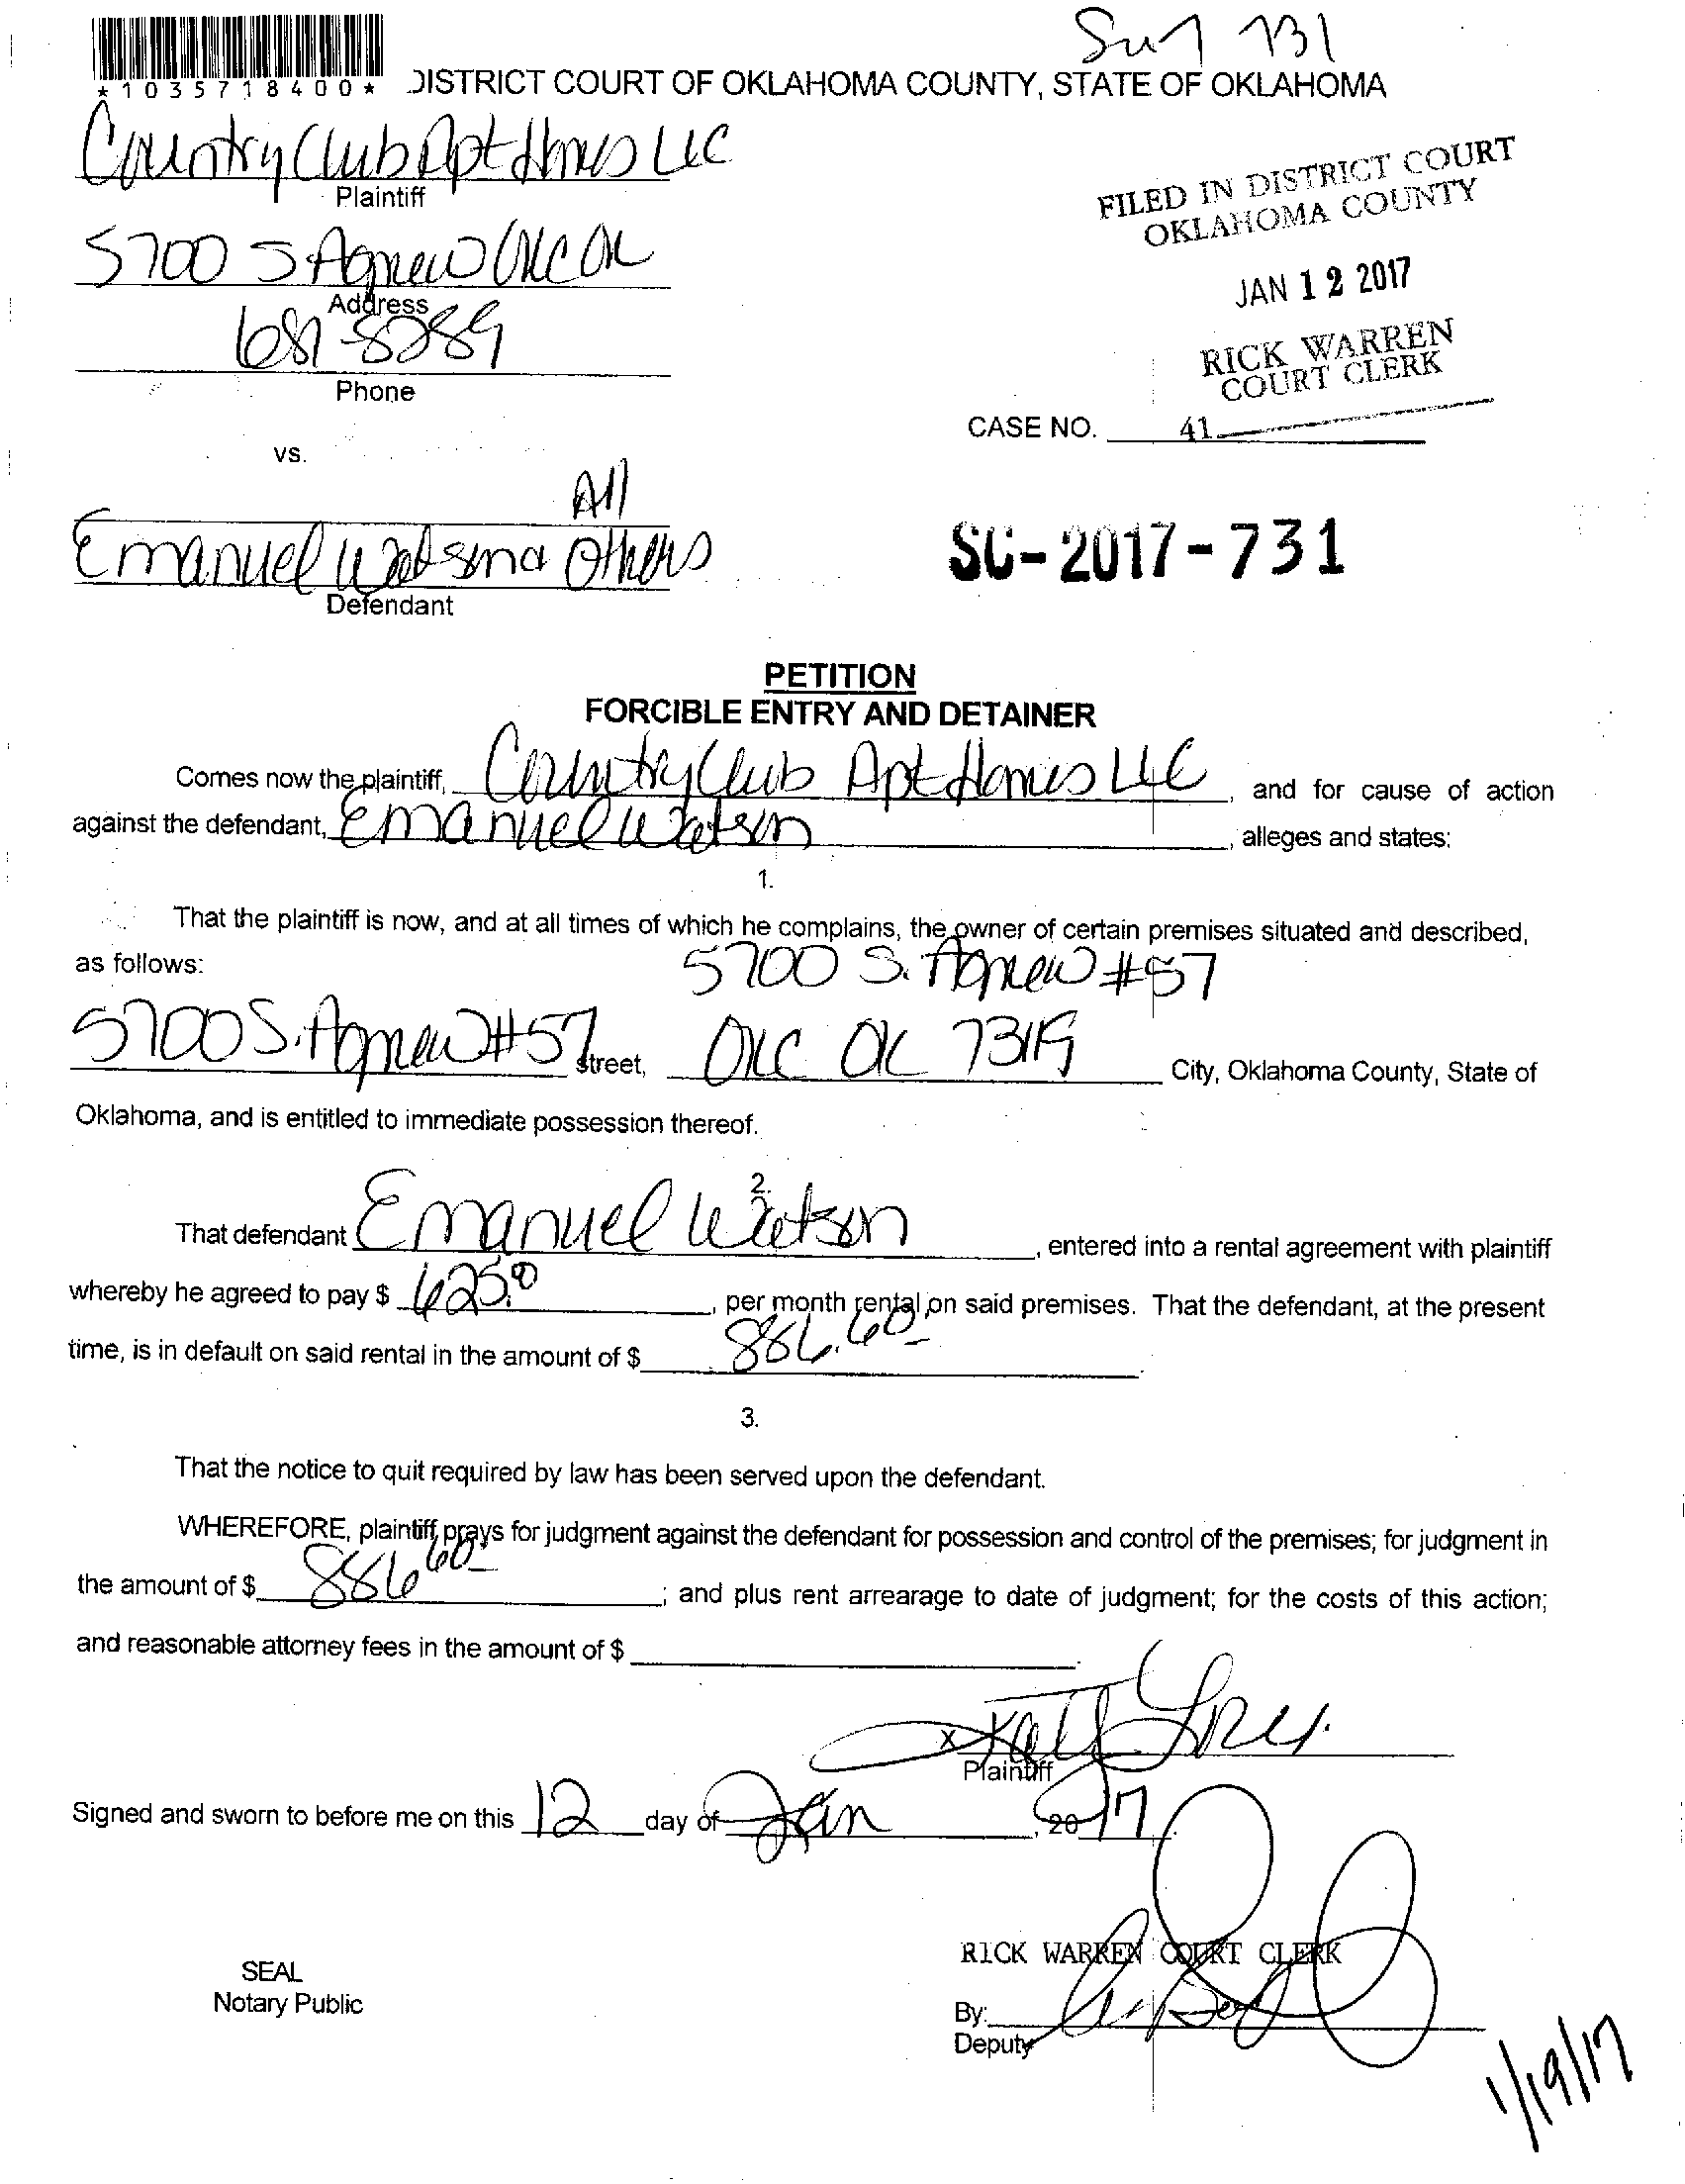 *1035718400*
DISTRICT COURT OF OKLAHOMA COUNTY, STATE OF OKLAHOMA
731
Country Club Apt Homes LLC
Plaintiff
FILED IN DISTRICT COURT
OKLAHOMA COUNTY
5700 S Agnew OKC OK
Address
JAN 12 2017
681-8289
Phone
RICK WARREN
COURT CLERK
CASE NO. 41
vs.
All
Emanuel Watson & Others
Defendant
SC-2017-731
PETITION
FORCIBLE ENTRY AND DETAINER
Comes now the plaintiff, Country Club Apt Homes LLC, and for cause of action
against the defendant, Emanuel Watson, alleges and states:
1.
That the plaintiff is now, and at all times of which he complains, the owner of certain premises situated and described,
as follows:
5700 S. Agnew #57
5700 S. Agnew #57 street, OKC OK 73119 City, Oklahoma County, State of
Oklahoma, and is entitled to immediate possession thereof.
2.
That defendant Emanuel Watson, entered into a rental agreement with plaintiff
whereby he agreed to pay $ 625.0, per month rental on said premises. That the defendant, at the present
time, is in default on said rental in the amount of $ 886.60.
3.
That the notice to quit required by law has been served upon the defendant.
WHEREFORE, plaintiff prays for judgment against the defendant for possession and control of the premises; for judgment in
the amount of $ 886 60; and plus rent arrearage to date of judgment; for the costs of this action;
and reasonable attorney fees in the amount of $ .
x
Plaintiff
Signed and sworn to before me on this 12 day of Jan, 2017.
RICK WARREN COURT CLERK
SEAL
Notary Public
By:
Deputy
1/19/17